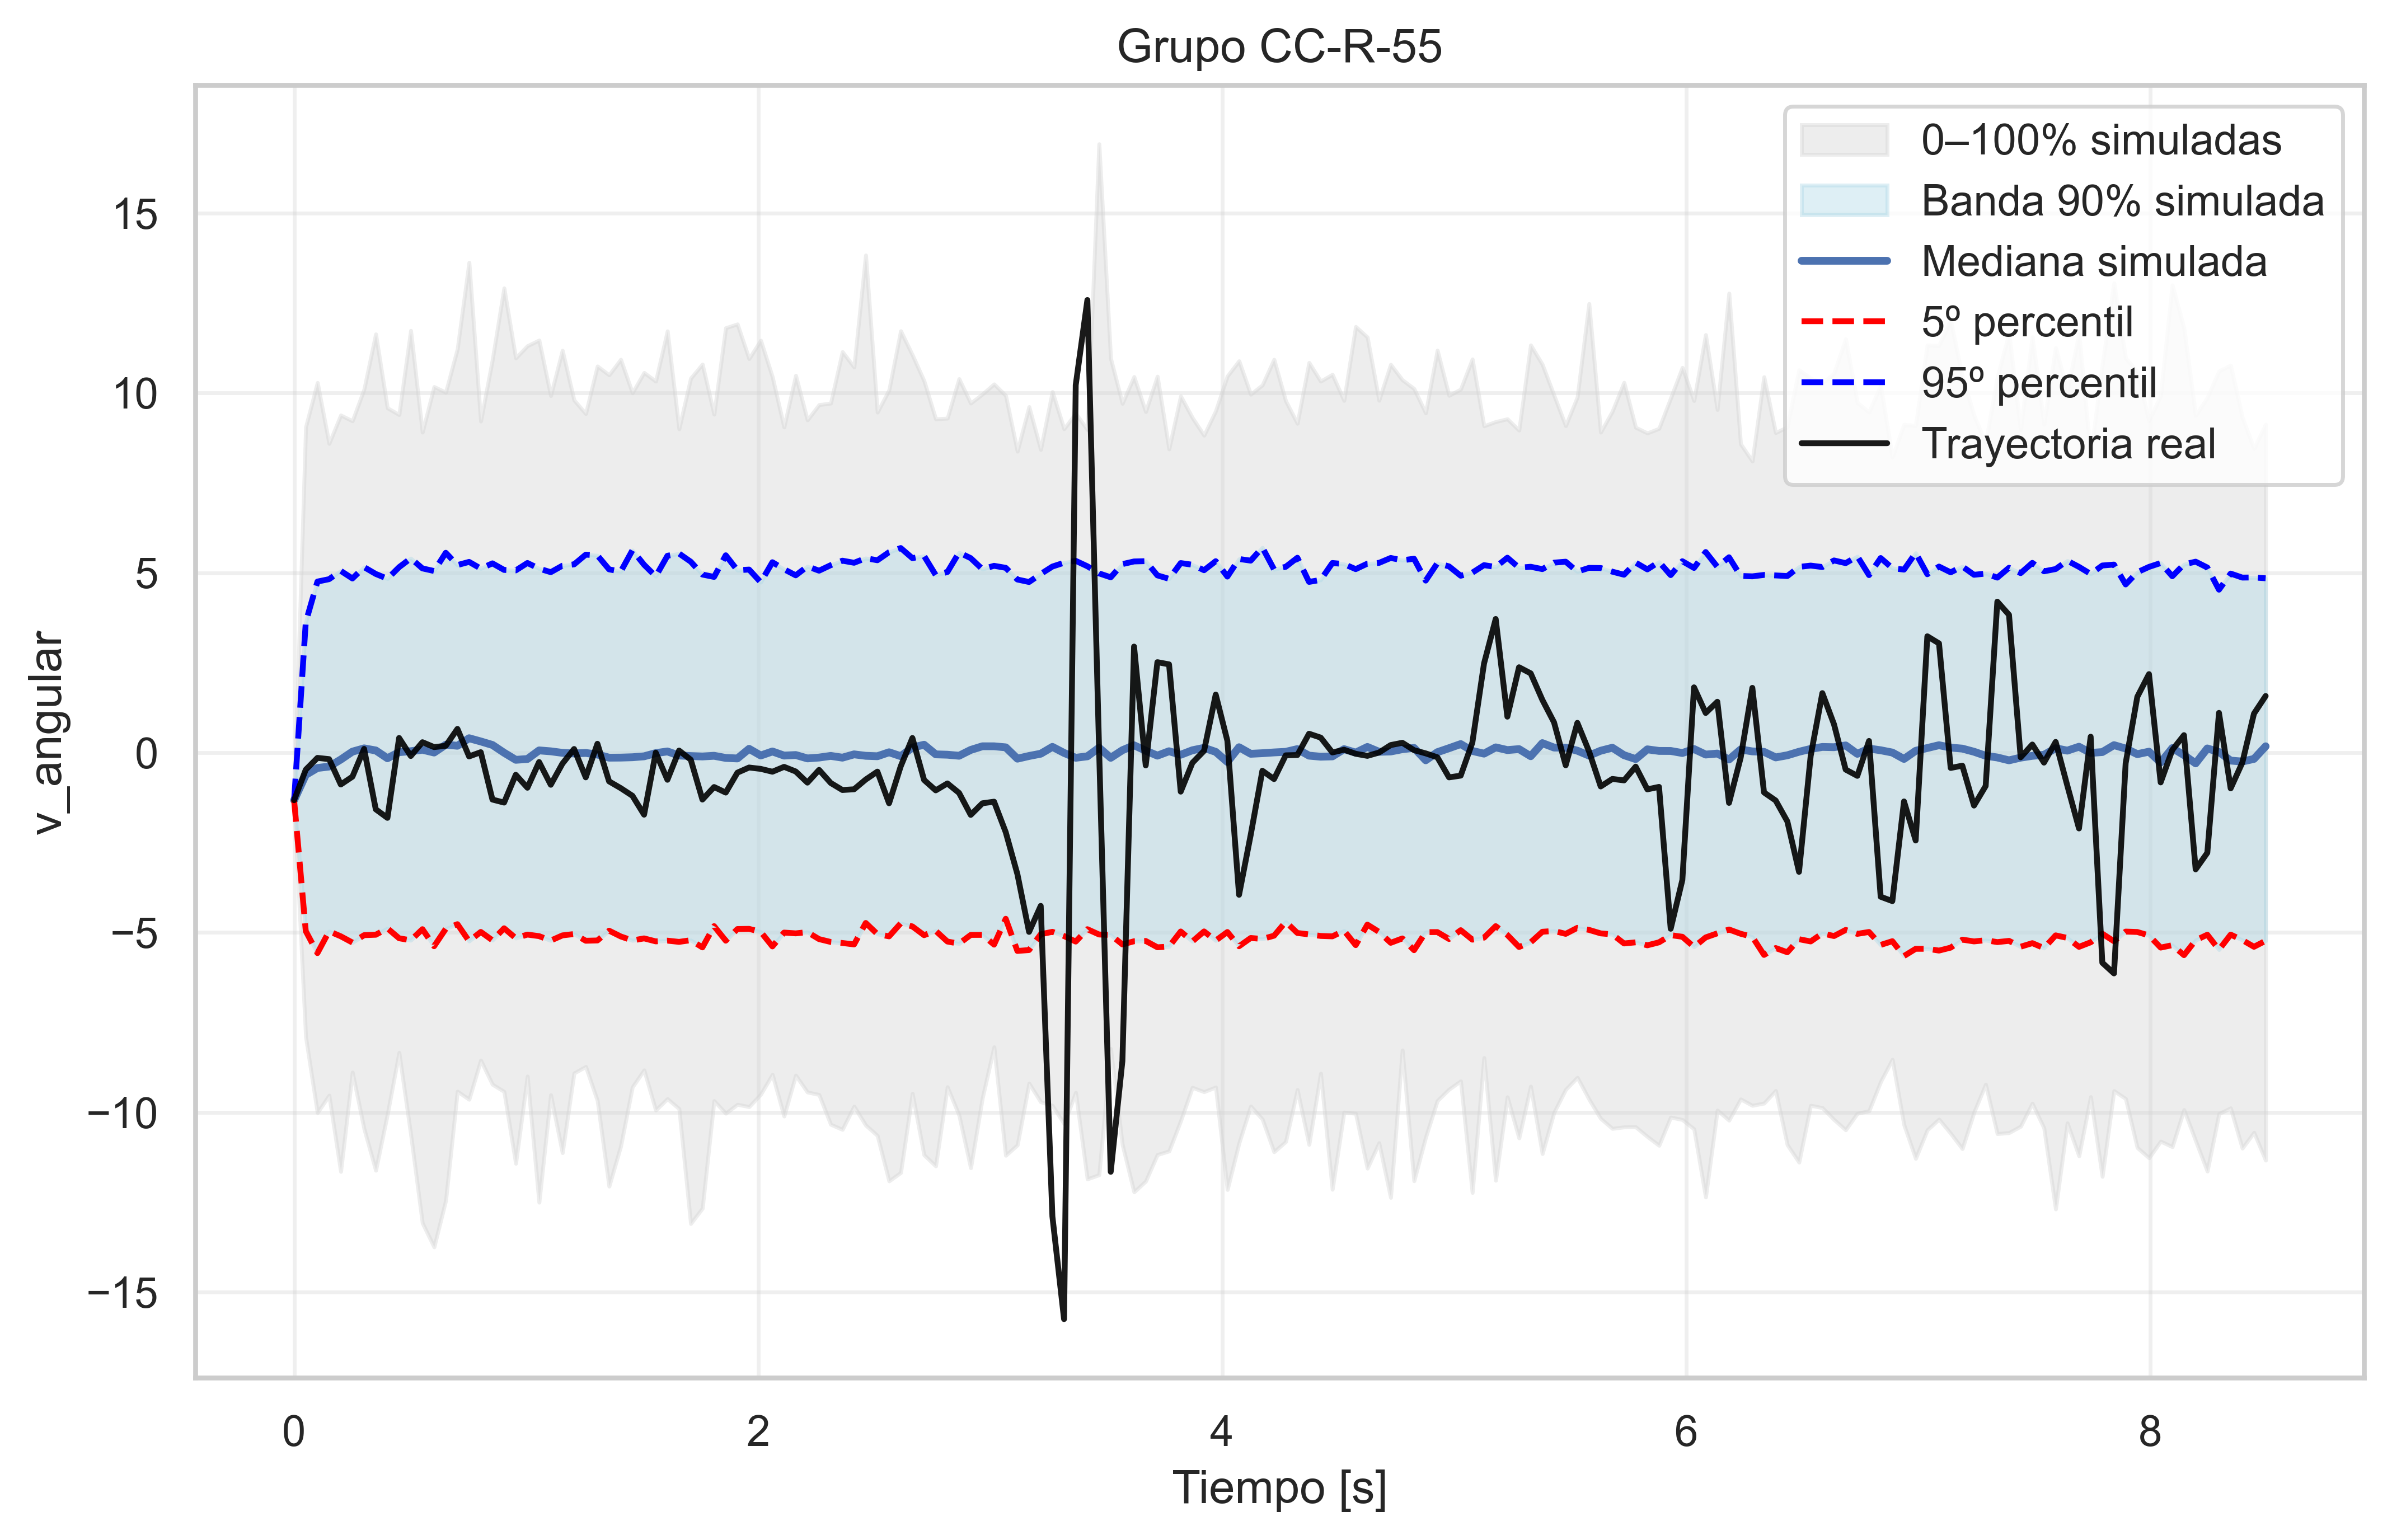 Grupo CC-R-55
0–100% simuladas
Banda 90% simulada
Mediana simulada
5º percentil
95º percentil
Trayectoria real
v_angular
15
10
5
0
−5
−10
−15
0 2 4 6 8
Tiempo [s]